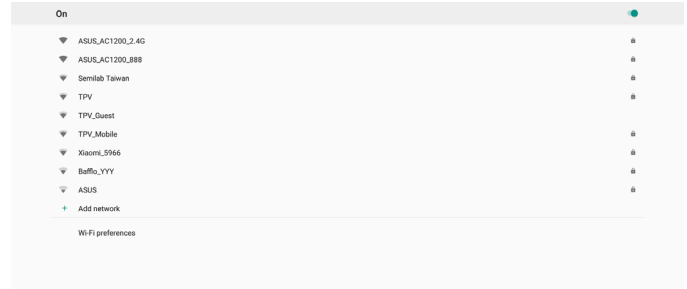 On
ASUS_AC1200_2.4G
ASUS_AC1200_888
Semilab Taiwan
TPV
TPV_Guest
TPV_Mobile
Xiaomi_5966
Bafflo_YYY
ASUS
+ Add network
Wi-Fi preferences